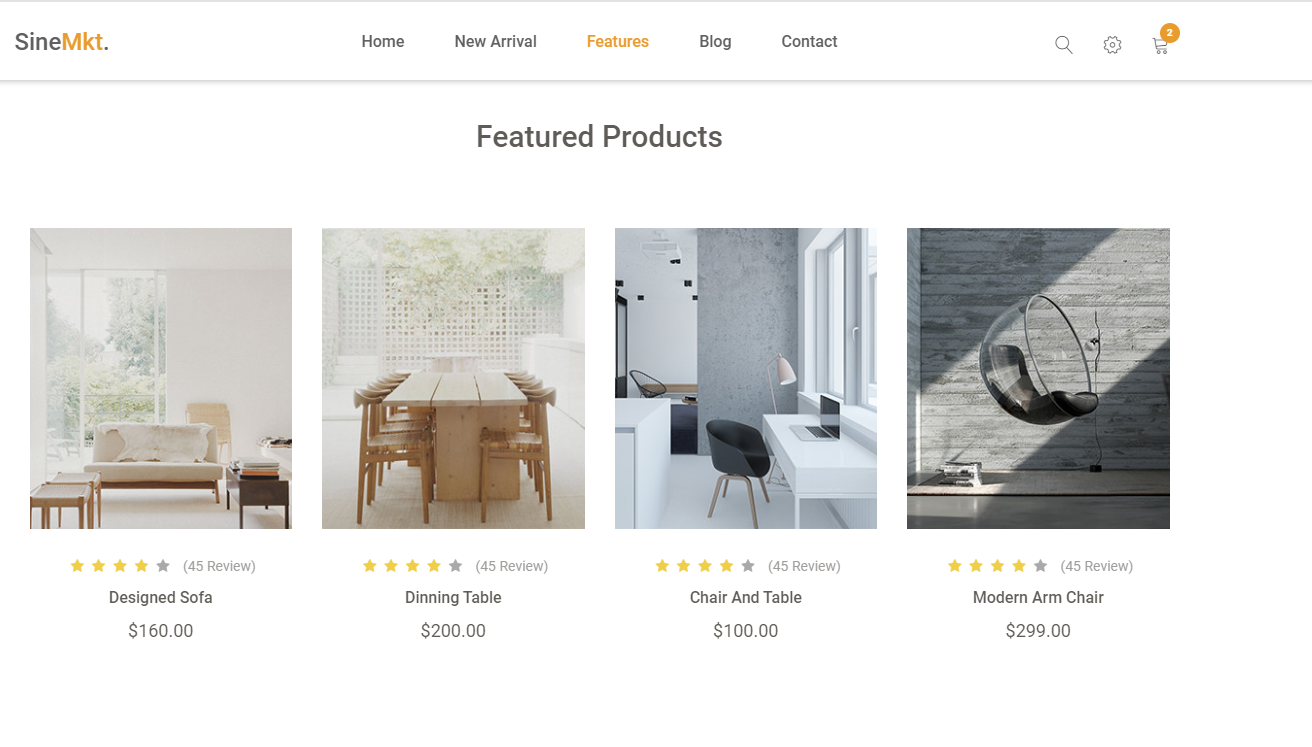 SineMkt.
Home New Arrival Features Blog Contact
2
Featured Products
(45 Review) (45 Review) (45 Review) (45 Review)
Designed Sofa Dinning Table Chair And Table Modern Arm Chair
$160.00 $200.00 $100.00 $299.00